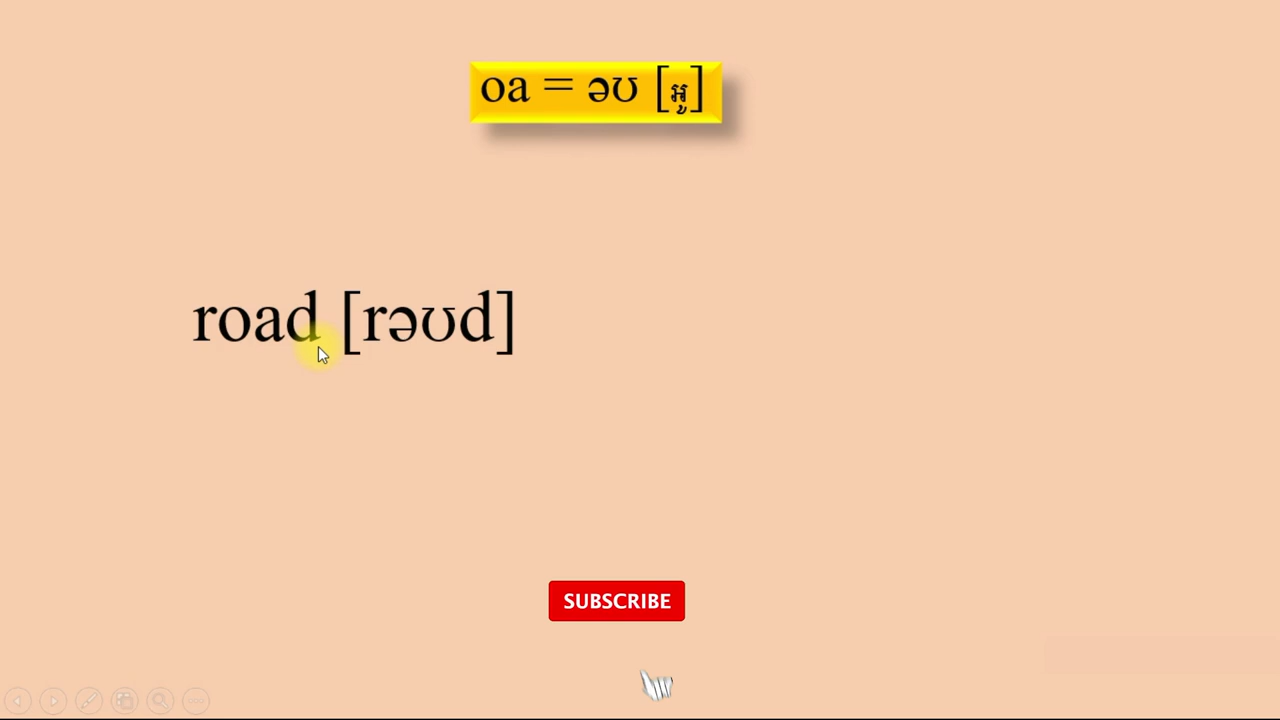 oa = əʊ [អូ]
road [rəʊd]
SUBSCRIBE